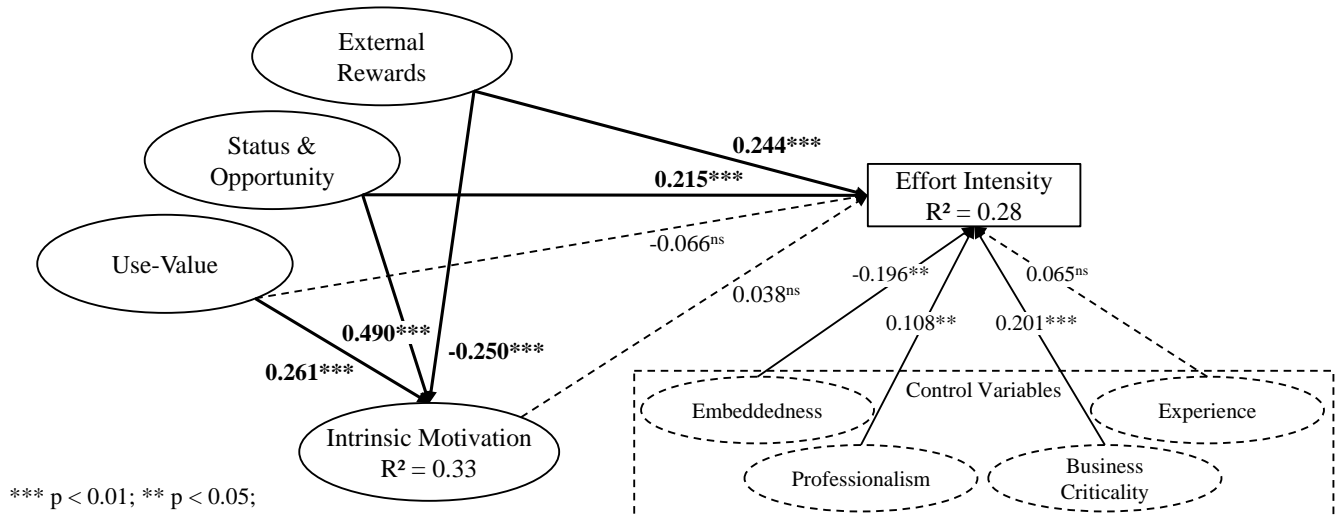 External
Rewards
Status &
Opportunity
Use-Value
0.244***
0.215***
-0.066ns
0.038ns
0.490***
-0.250***
0.261***
Effort Intensity
R² = 0.28
-0.196**
0.065ns
0.108**
0.201***
Intrinsic Motivation
R² = 0.33
Control Variables
Embeddedness
Experience
Professionalism
Business
Criticality
*** p < 0.01; ** p < 0.05;